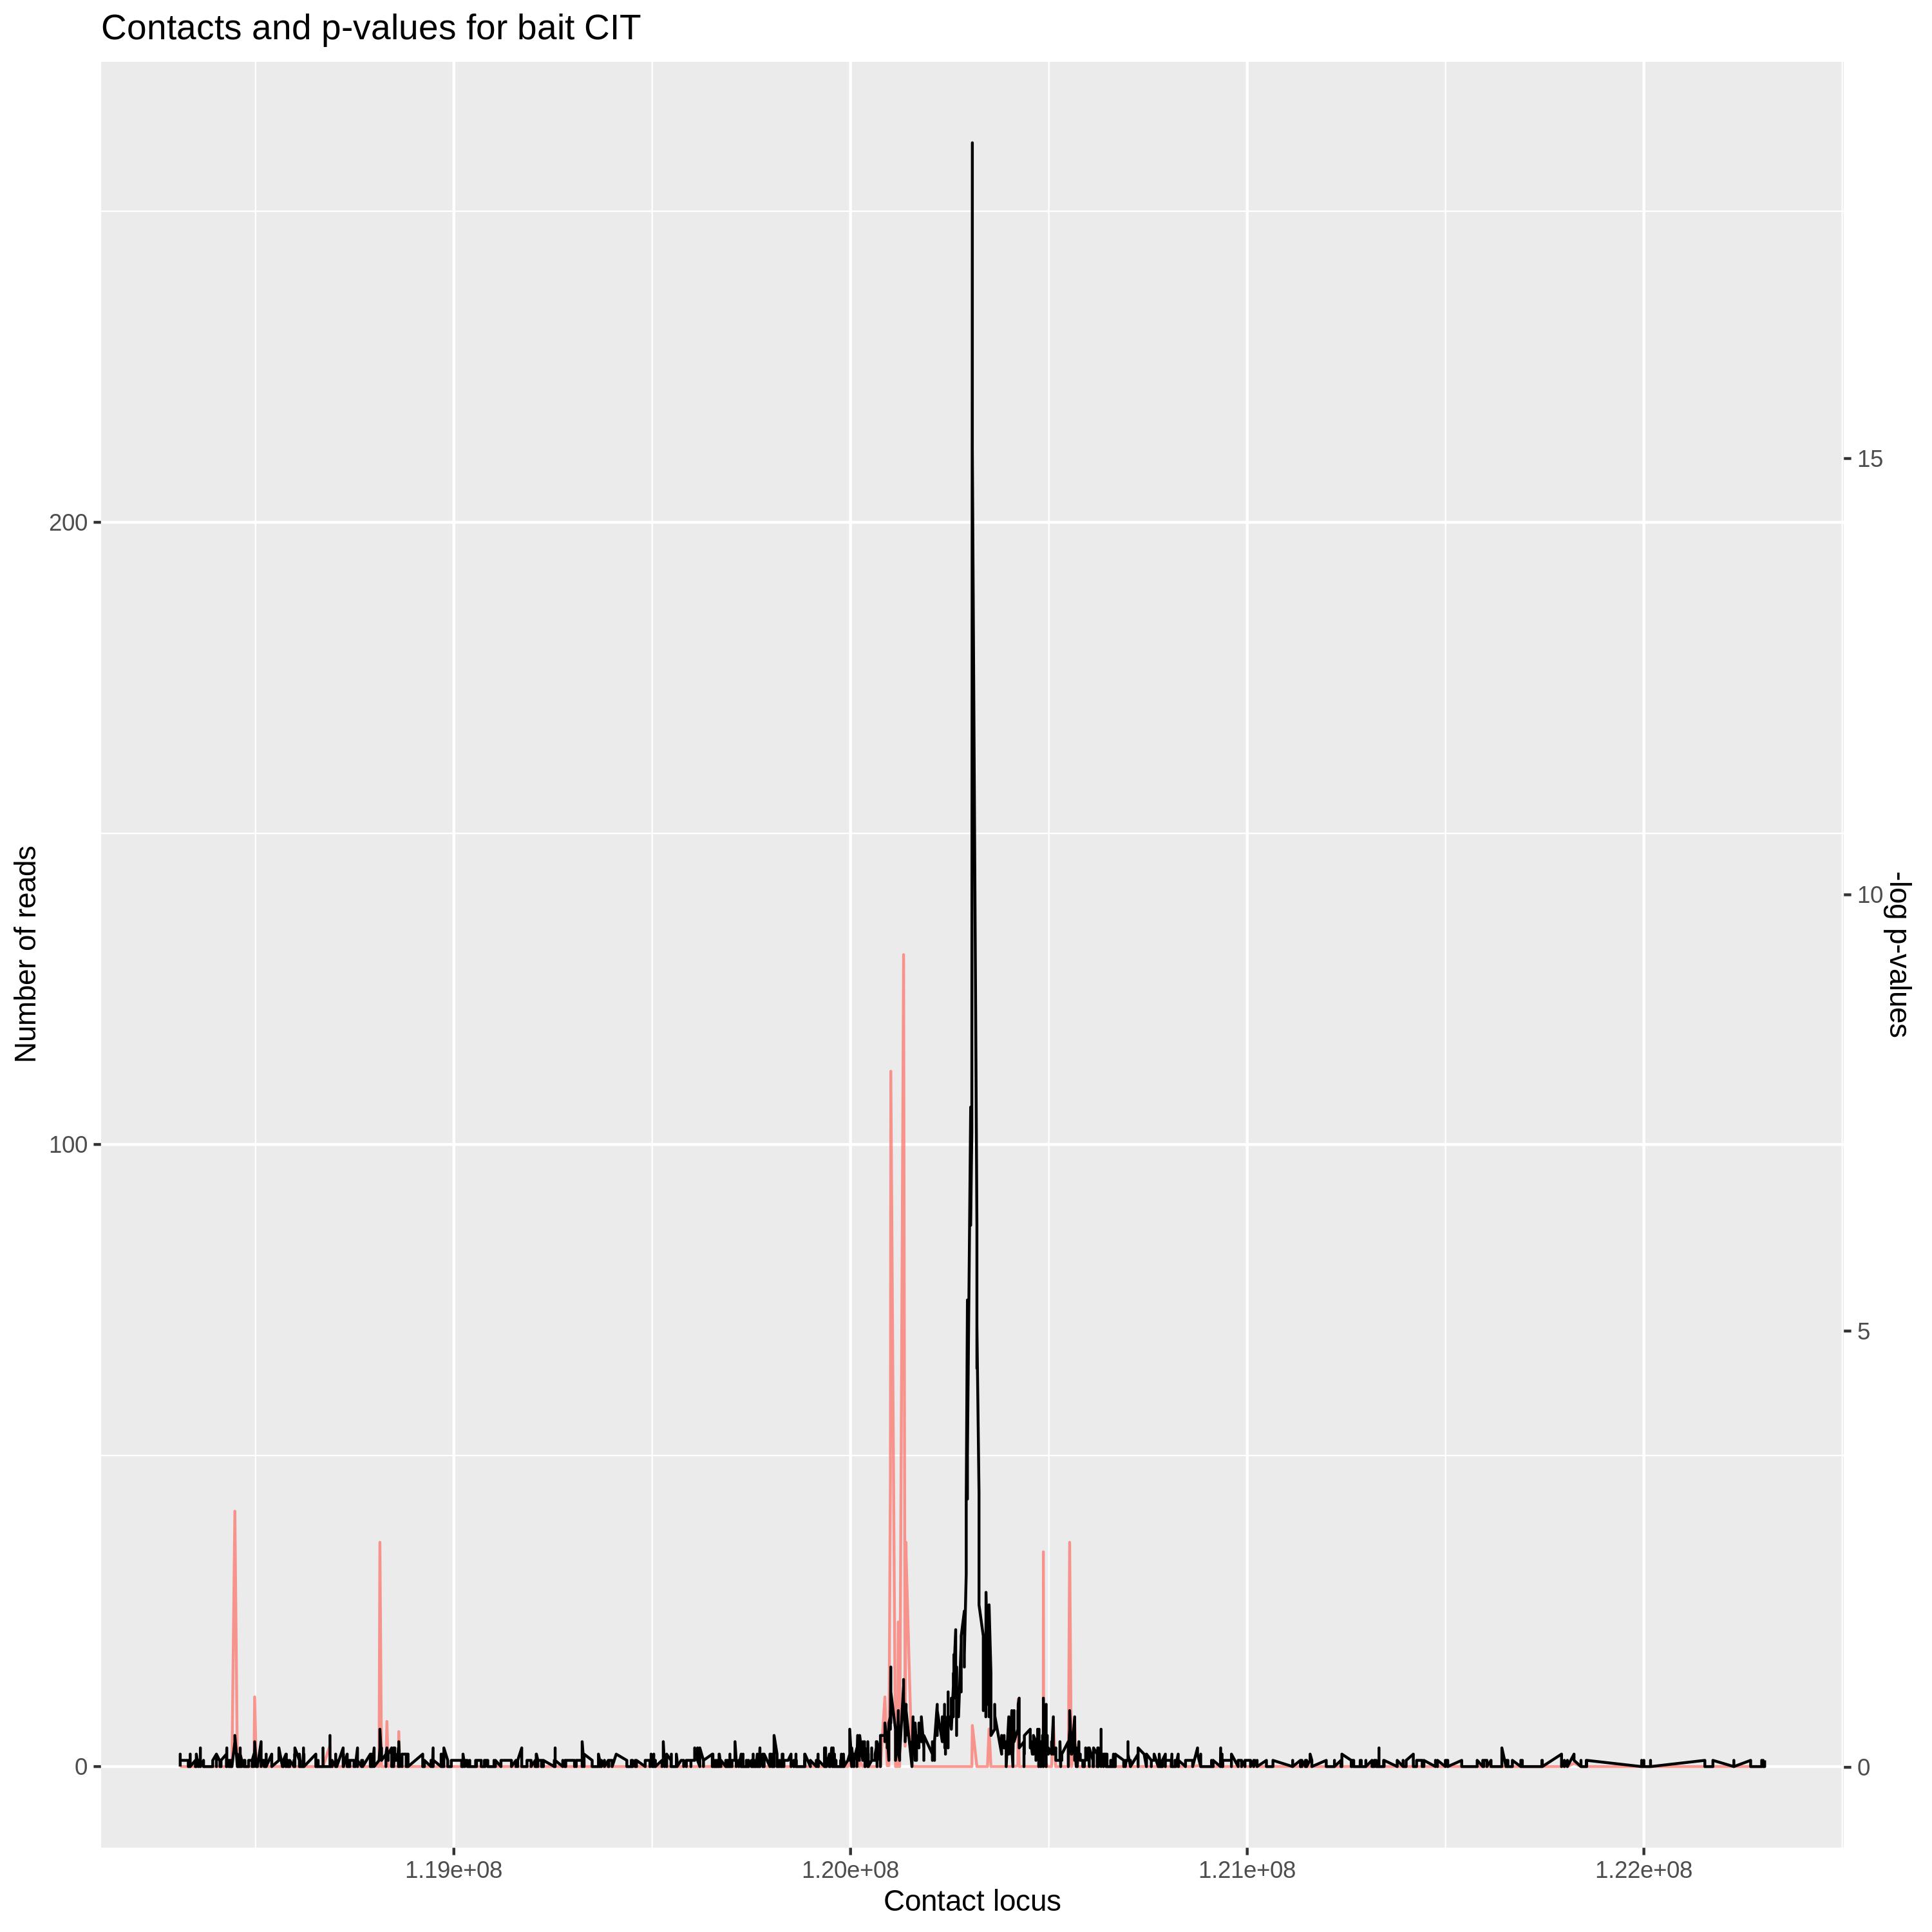 Contacts and p-values for bait CIT
Number of reads
200
100
0
15
10
5
0
-log p-values
1.19e+08
1.20e+08
1.21e+08
1.22e+08
Contact locus